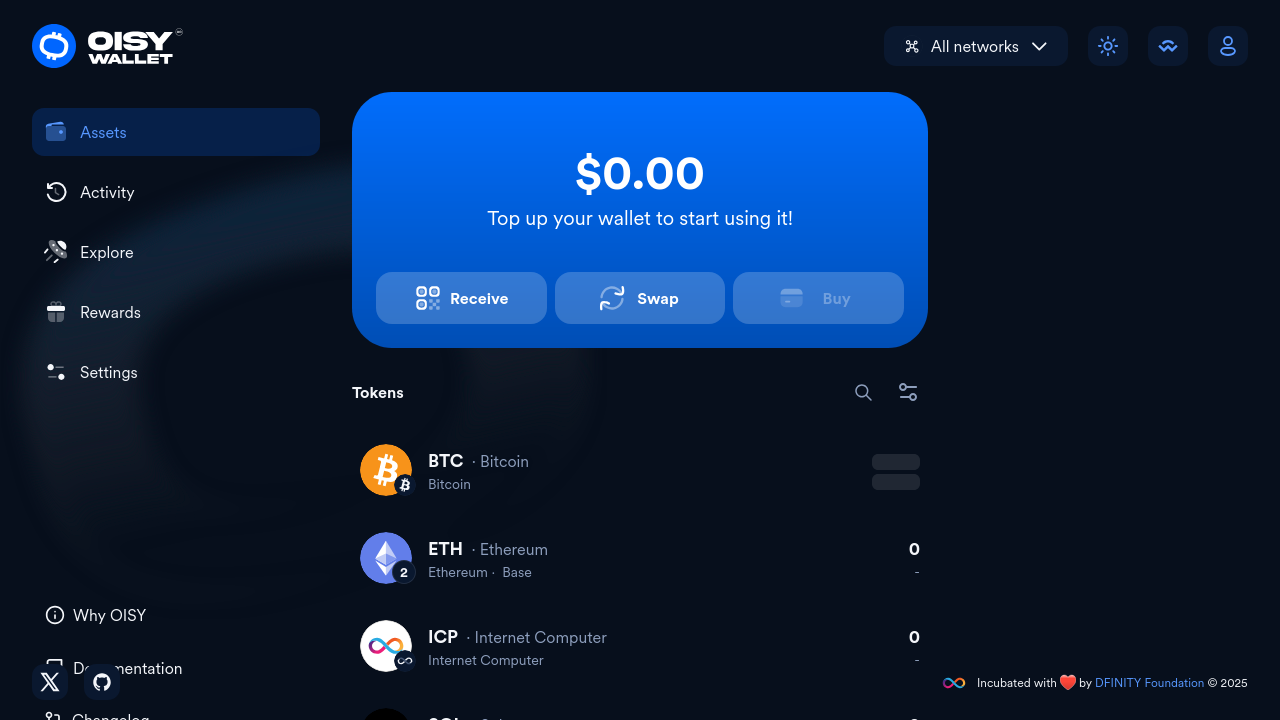 OISY
WALLET
All networks
Assets
Activity
Explore
Rewards
Settings
$0.00
Top up your wallet to start using it!
Receive
Swap
Buy
Tokens
BTC · Bitcoin
Bitcoin
ETH · Ethereum
0
2
Ethereum · Base
-
ICP · Internet Computer
0
Internet Computer
-
Why OISY
Documentation
Changelog
Incubated with ❤️ by DFINITY Foundation © 2025